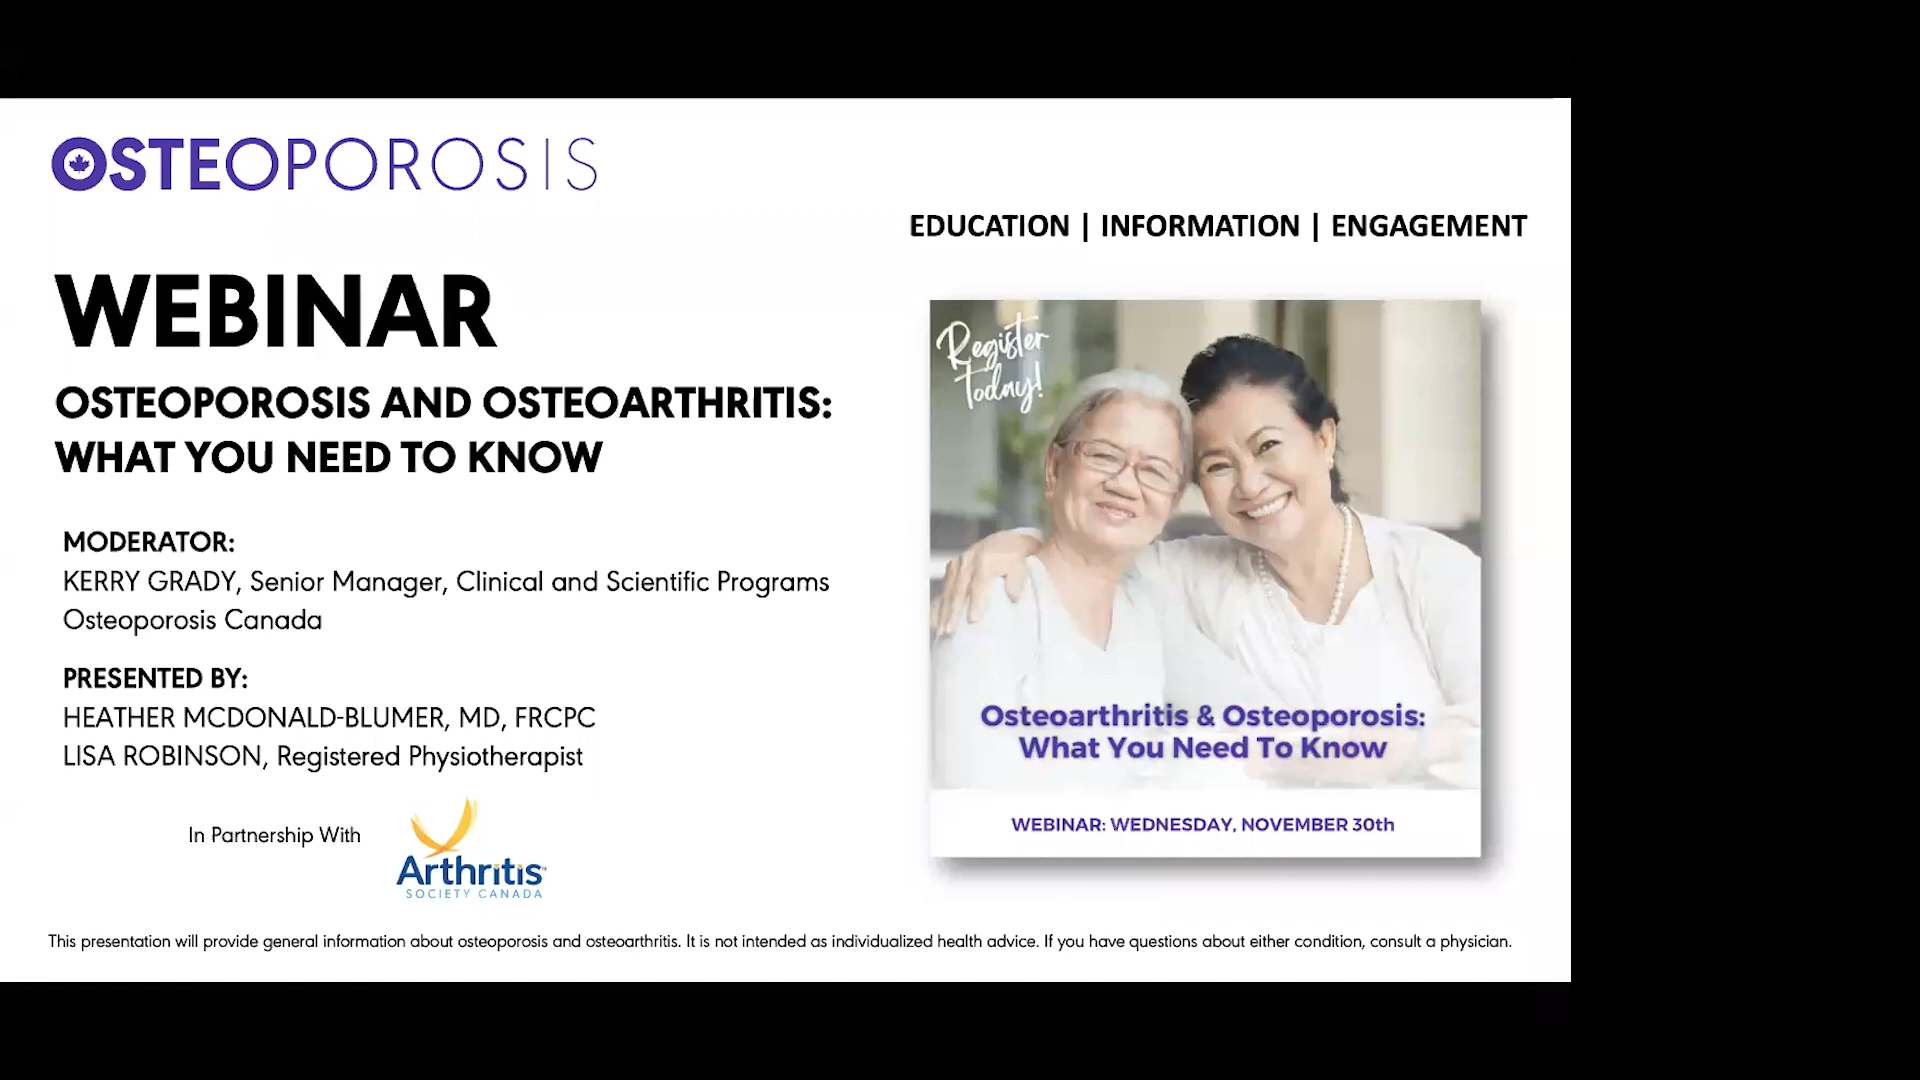 OSTEOPOROSIS
EDUCATION | INFORMATION | ENGAGEMENT
WEBINAR
OSTEOPOROSIS AND OSTEOARTHRITIS:
WHAT YOU NEED TO KNOW
MODERATOR:
KERRY GRADY, Senior Manager, Clinical and Scientific Programs
Osteoporosis Canada
PRESENTED BY:
HEATHER MCDONALD-BLUMER, MD, FRCPC
LISA ROBINSON, Registered Physiotherapist
In Partnership With
Arthritis
SOCIETY CANADA
Register
Today!
Osteoarthritis & Osteoporosis:
What You Need To Know
WEBINAR: WEDNESDAY, NOVEMBER 30th
This presentation will provide general information about osteoporosis and osteoarthritis. It is not intended as individualized health advice. If you have questions about either condition, consult a physician.